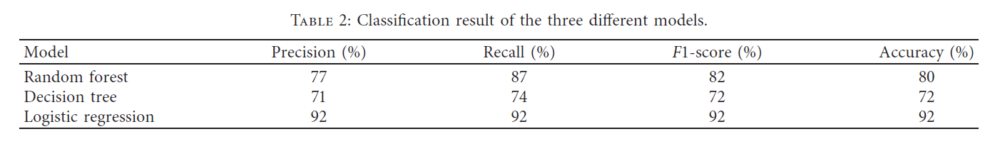 TABLE 2: Classification result of the three different models.
Model Precision (%) Recall (%) F1-score (%) Accuracy (%)
Random forest 77 87 82 80
Decision tree 71 74 72 72
Logistic regression 92 92 92 92